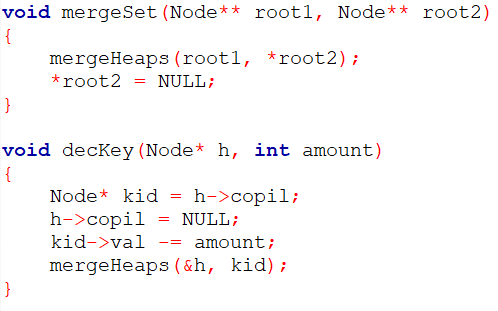 void mergeSet(Node** root1, Node** root2)
{
    mergeHeaps(root1, *root2);
    *root2 = NULL;
}
void decKey(Node* h, int amount)
{
    Node* kid = h->copil;
    h->copil = NULL;
    kid->val -= amount;
    mergeHeaps(&h, kid);
}